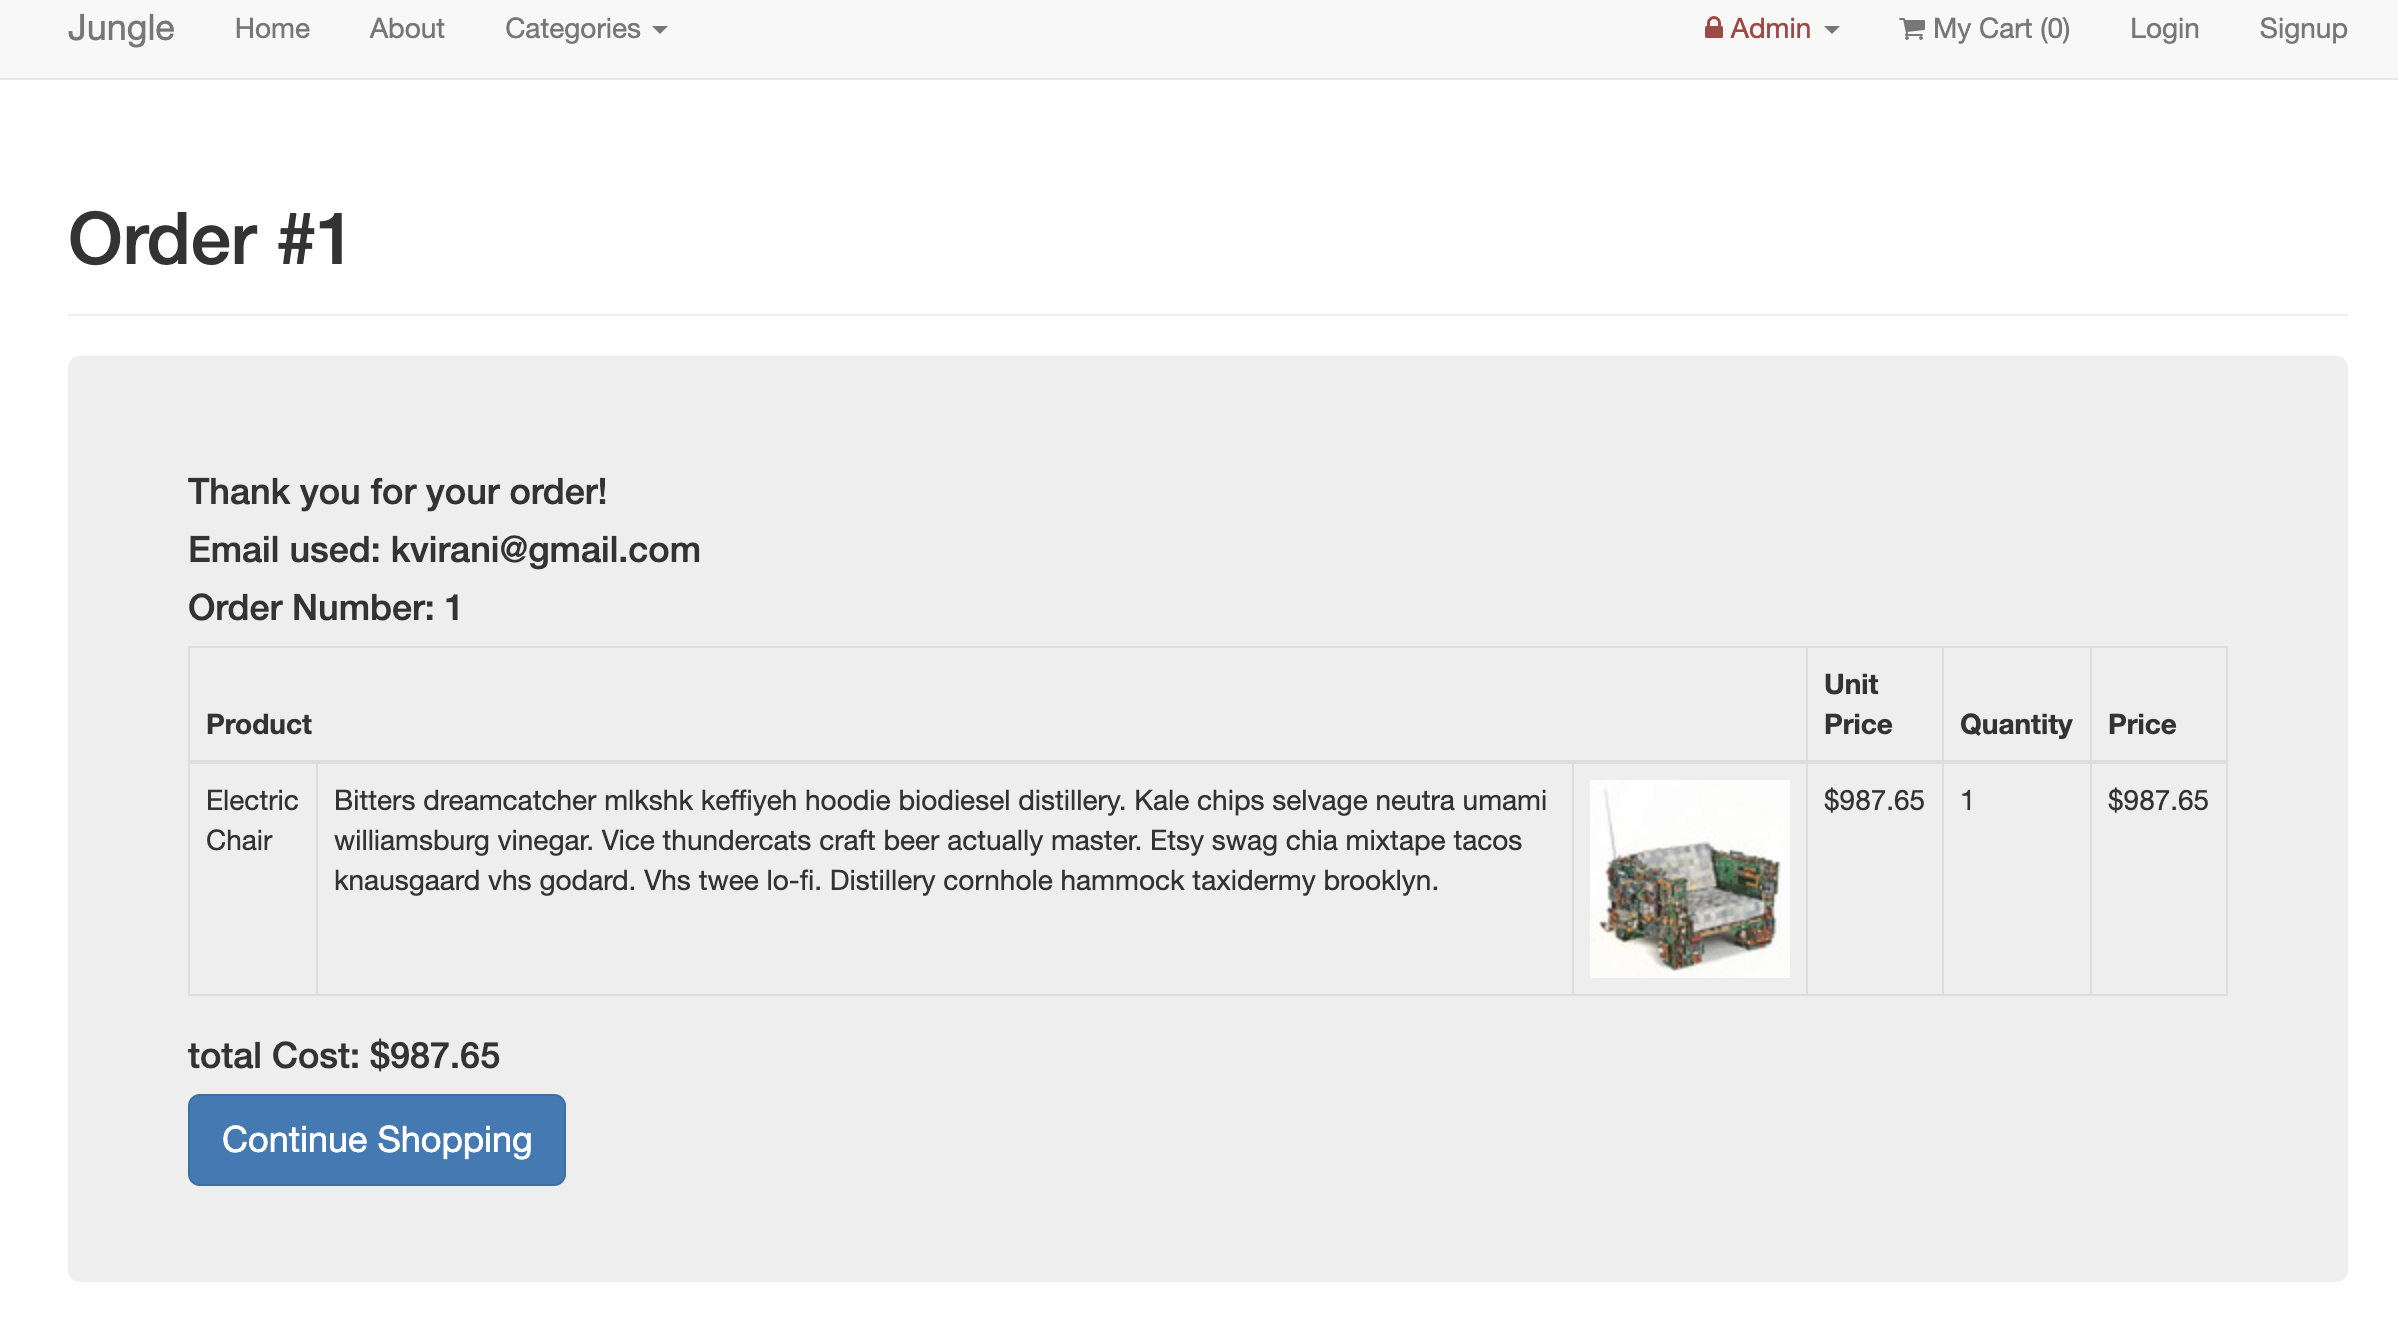 Jungle Home About Categories Admin My Cart (0) Login Signup
Order #1
Thank you for your order!
Email used: kvirani@gmail.com
Order Number: 1
Product Unit Price Quantity Price
Electric Chair
Bitters dreamcatcher mlkshk keffiyeh hoodie biodiesel distillery. Kale chips selvage neutra umami
williamsburg vinegar. Vice thundercats craft beer actually master. Etsy swag chia mixtape tacos
knausgaard vhs godard. Vhs twee lo-fi. Distillery cornhole hammock taxidermy brooklyn.
$987.65 1 $987.65
total Cost: $987.65
Continue Shopping